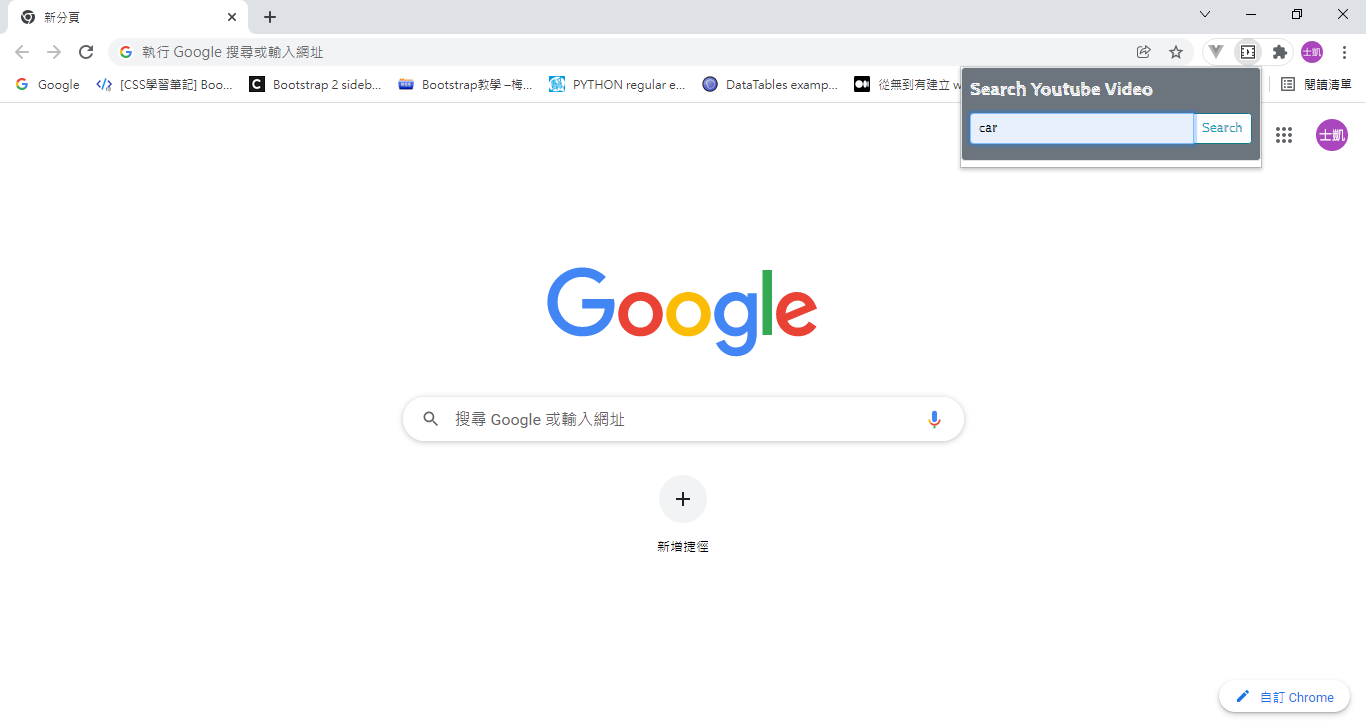 新分頁
執行 Google 搜尋或輸入網址
士凱
Google
[CSS學習筆記] Boo...
Bootstrap 2 sideb...
Bootstrap教學 –梅...
PYTHON regular e...
DataTables examp...
從無到有建立 w
閱讀清單
Search Youtube Video
car
Search
士凱
Google
搜尋 Google 或輸入網址
新增捷徑
自訂 Chrome